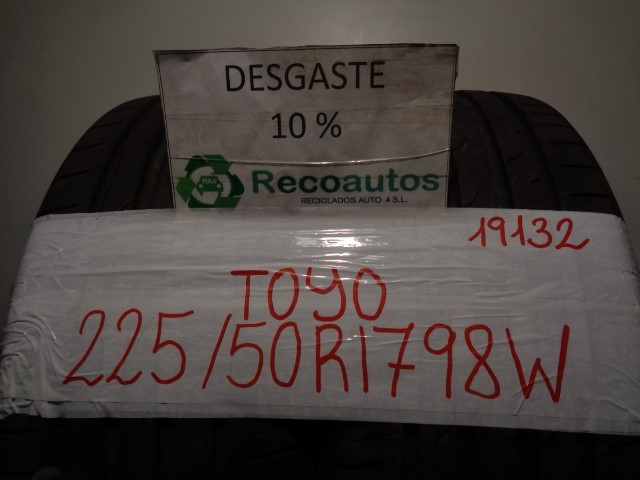 DESGASTE
10 %
Recoautos
RECICLADOS AUTO 4 S.L.
19132
TOYO
225/50R1798W